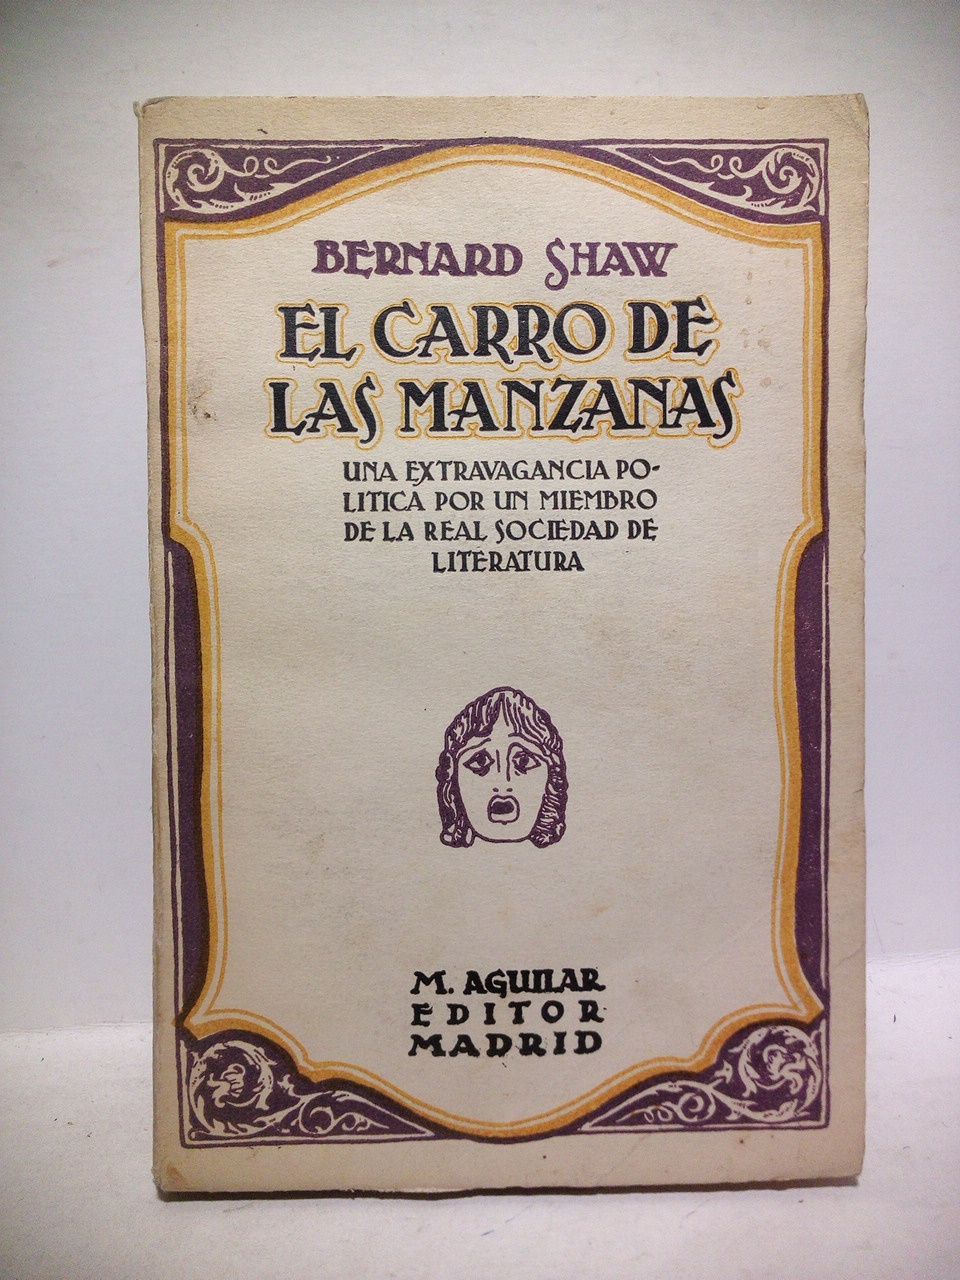 BERNARD SHAW
EL CARRO DE
LAS MANZANAS
UNA EXTRAVAGANCIA PO-
LITICA POR UN MIEMBRO
DE LA REAL SOCIEDAD DE
LITERATURA
M. AGUILAR
EDITOR
MADRID